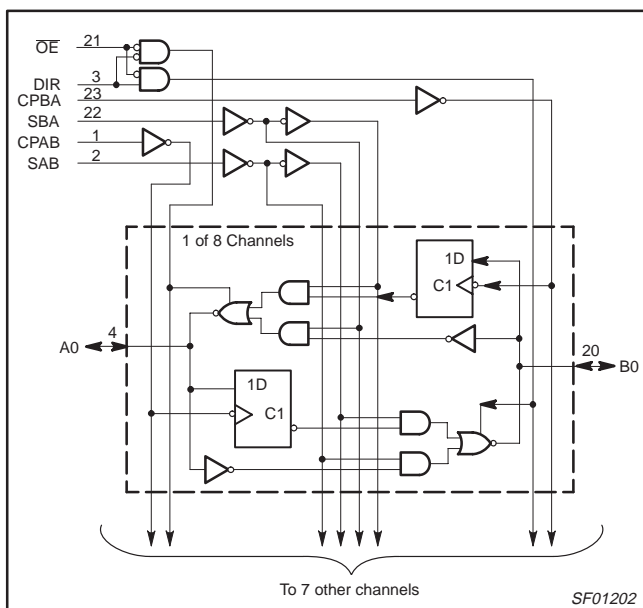 OE 21
DIR 3
CPBA 23
SBA 22
CPAB 1
SAB 2
1 of 8 Channels
1D
C1
A0 4
20 B0
1D
C1
To 7 other channels
SF01202